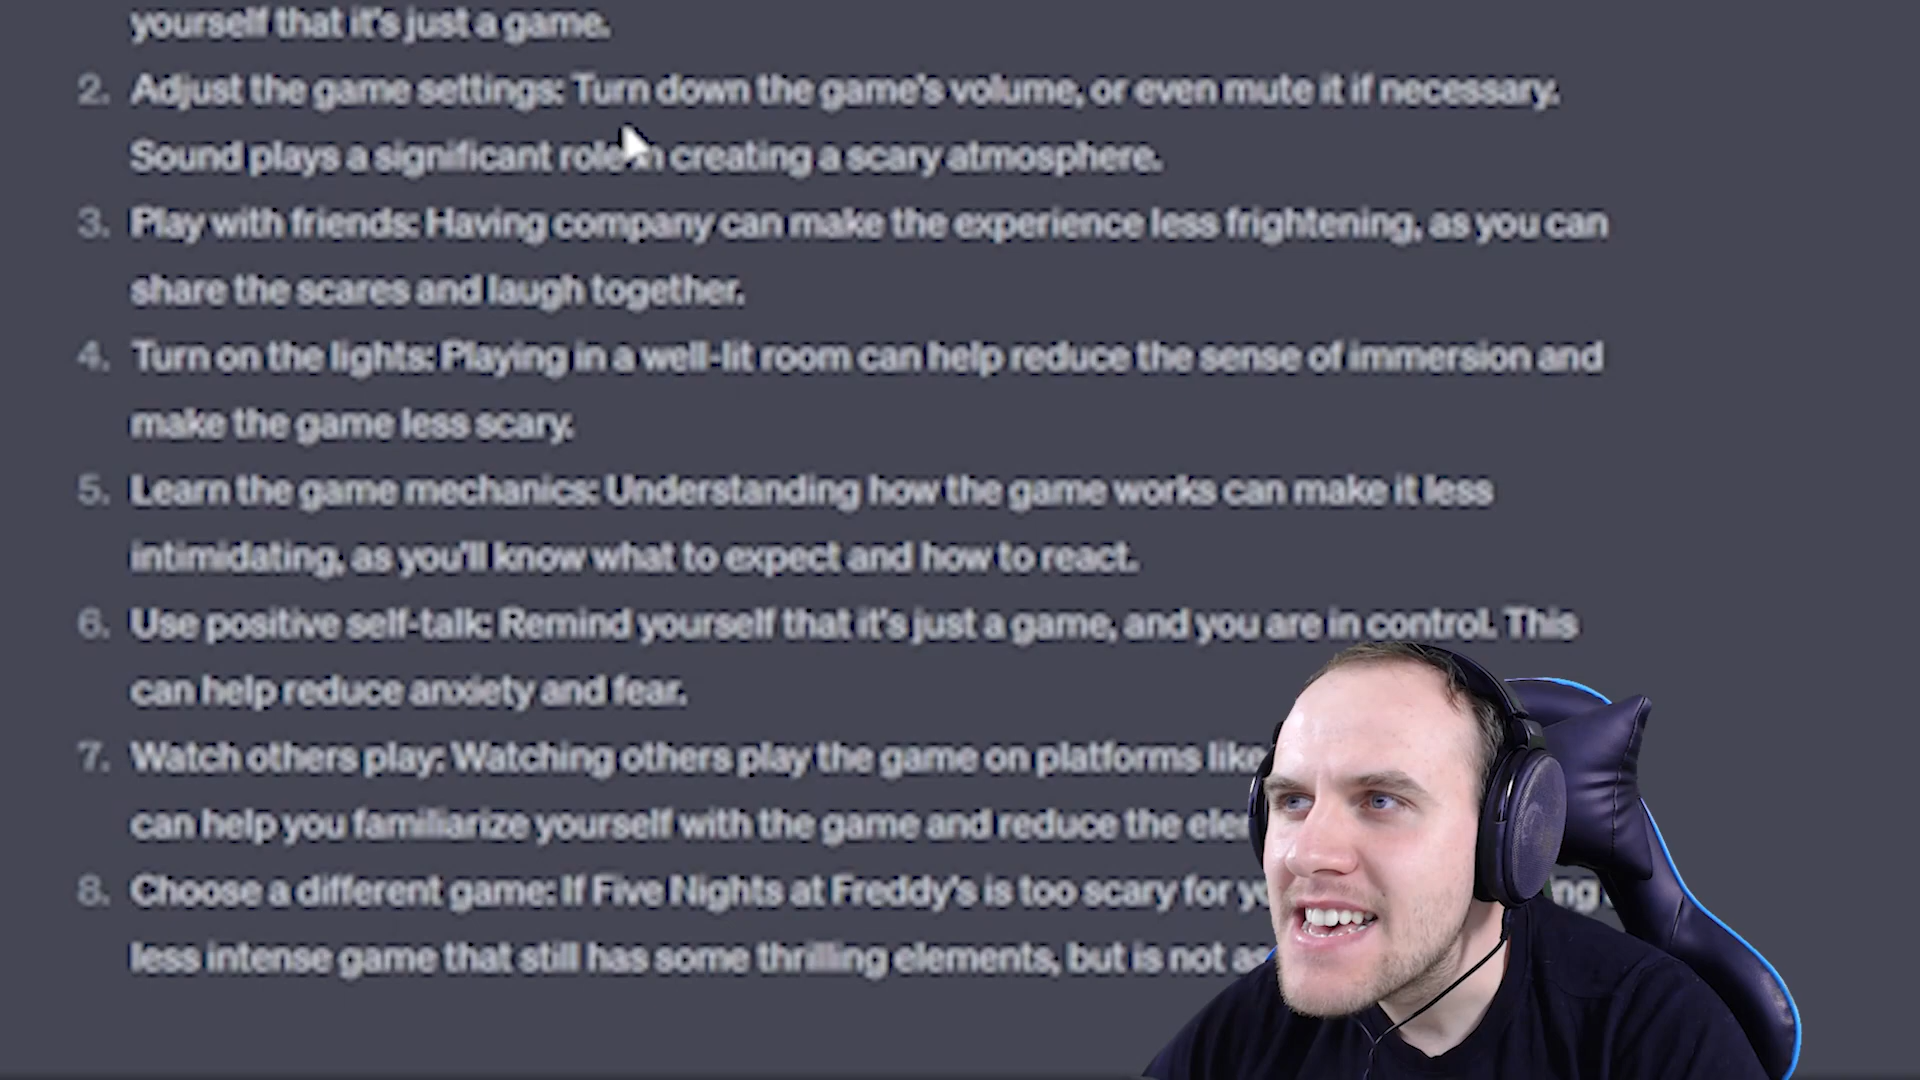 yourself that it's just a game.
2. Adjust the game settings: Turn down the game's volume, or even mute it if necessary.
Sound plays a significant role in creating a scary atmosphere.
3. Play with friends: Having company can make the experience less frightening, as you can
share the scares and laugh together.
4. Turn on the lights: Playing in a well-lit room can help reduce the sense of immersion and
make the game less scary.
5. Learn the game mechanics: Understanding how the game works can make it less
intimidating, as you'll know what to expect and how to react.
6. Use positive self-talk: Remind yourself that it's just a game, and you are in control. This
can help reduce anxiety and fear.
7. Watch others play: Watching others play the game on platforms like
can help you familiarize yourself with the game and reduce the
8. Choose a different game: If Five Nights at Freddy's is too scary for
less intense game that still has some thrilling elements, but is not